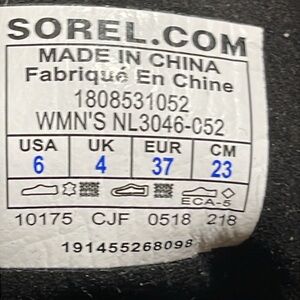 SOREL.COM
MADE IN CHINA
Fabriqué En Chine
1808531052
WMN'S NL3046-052
USA UK EUR CM
6 4 37 23
ECA-5
10175 CJF 0518 218
191455268098